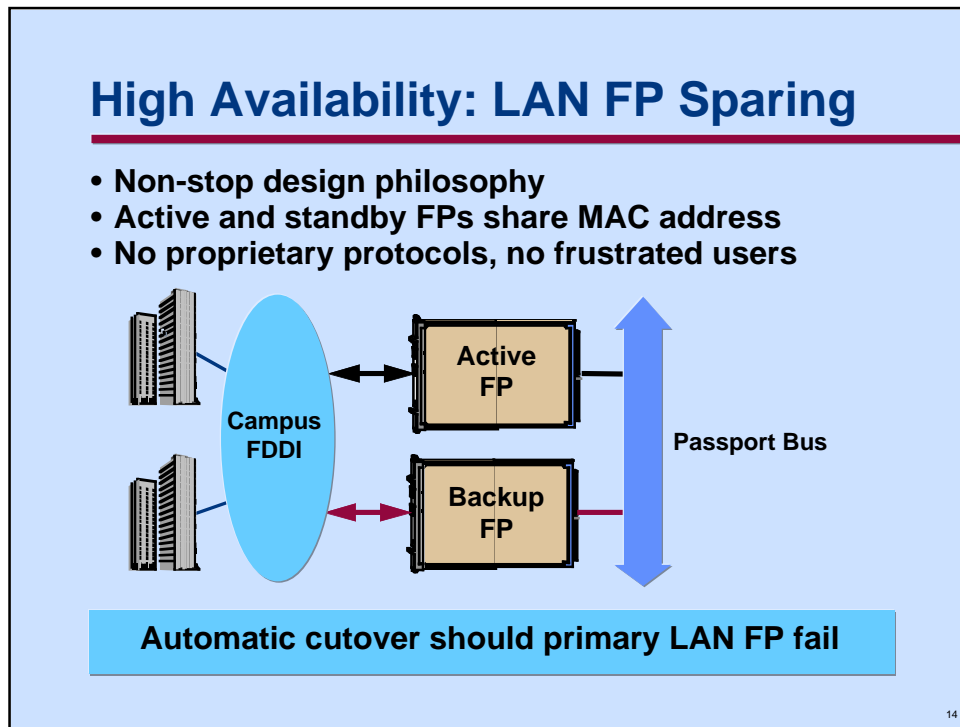 High Availability: LAN FP Sparing
• Non-stop design philosophy
• Active and standby FPs share MAC address
• No proprietary protocols, no frustrated users
Active
FP
Campus
FDDI
Passport Bus
Backup
FP
Automatic cutover should primary LAN FP fail
14